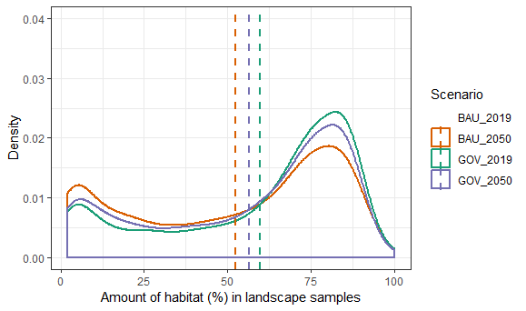 0.04
0.03
0.02
0.01
0.00
Density
0
25
50
75
100
Amount of habitat (%) in landscape samples
Scenario
BAU_2019
BAU_2050
GOV_2019
GOV_2050